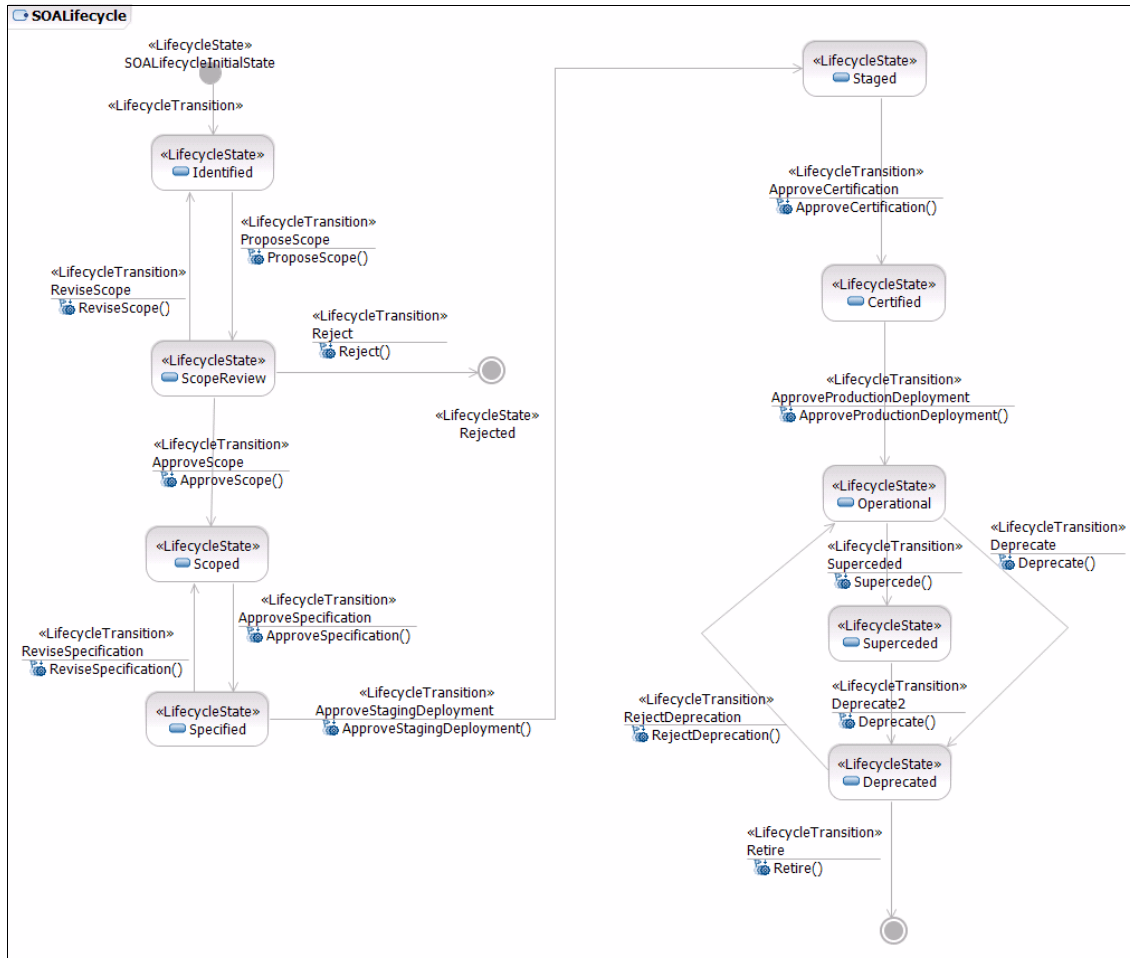 SOALifecycle
«LifecycleState»
SOALifecycleInitialState
«LifecycleTransition»
«LifecycleState»
Identified
«LifecycleTransition»
ProposeScope
ProposeScope()
«LifecycleTransition»
ReviseScope
ReviseScope()
«LifecycleTransition»
Reject
Reject()
«LifecycleState»
ScopeReview
«LifecycleState»
Rejected
«LifecycleTransition»
ApproveScope
ApproveScope()
«LifecycleState»
Scoped
«LifecycleTransition»
ApproveSpecification
ApproveSpecification()
«LifecycleTransition»
ReviseSpecification
ReviseSpecification()
«LifecycleState»
Specified
«LifecycleTransition»
ApproveStagingDeployment
ApproveStagingDeployment()
«LifecycleState»
Staged
«LifecycleTransition»
ApproveCertification
ApproveCertification()
«LifecycleState»
Certified
«LifecycleTransition»
ApproveProductionDeployment
ApproveProductionDeployment()
«LifecycleState»
Operational
«LifecycleTransition»
Superceded
Supercede()
«LifecycleTransition»
Deprecate
Deprecate()
«LifecycleState»
Superceded
«LifecycleTransition»
Deprecate2
Deprecate()
«LifecycleTransition»
RejectDeprecation
RejectDeprecation()
«LifecycleState»
Deprecated
«LifecycleTransition»
Retire
Retire()